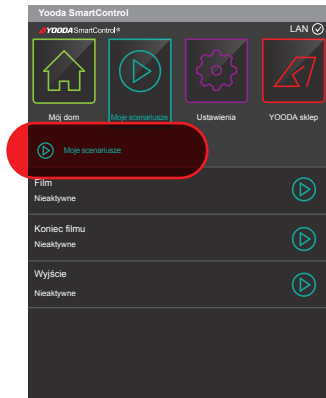 Yooda SmartControl
YOODA SmartControl® LAN
Mój dom Moje scenariusze Ustawienia YOODA sklep
Moje scenariusze
Film
Nieaktywne
Koniec filmu
Nieaktywne
Wyjście
Nieaktywne